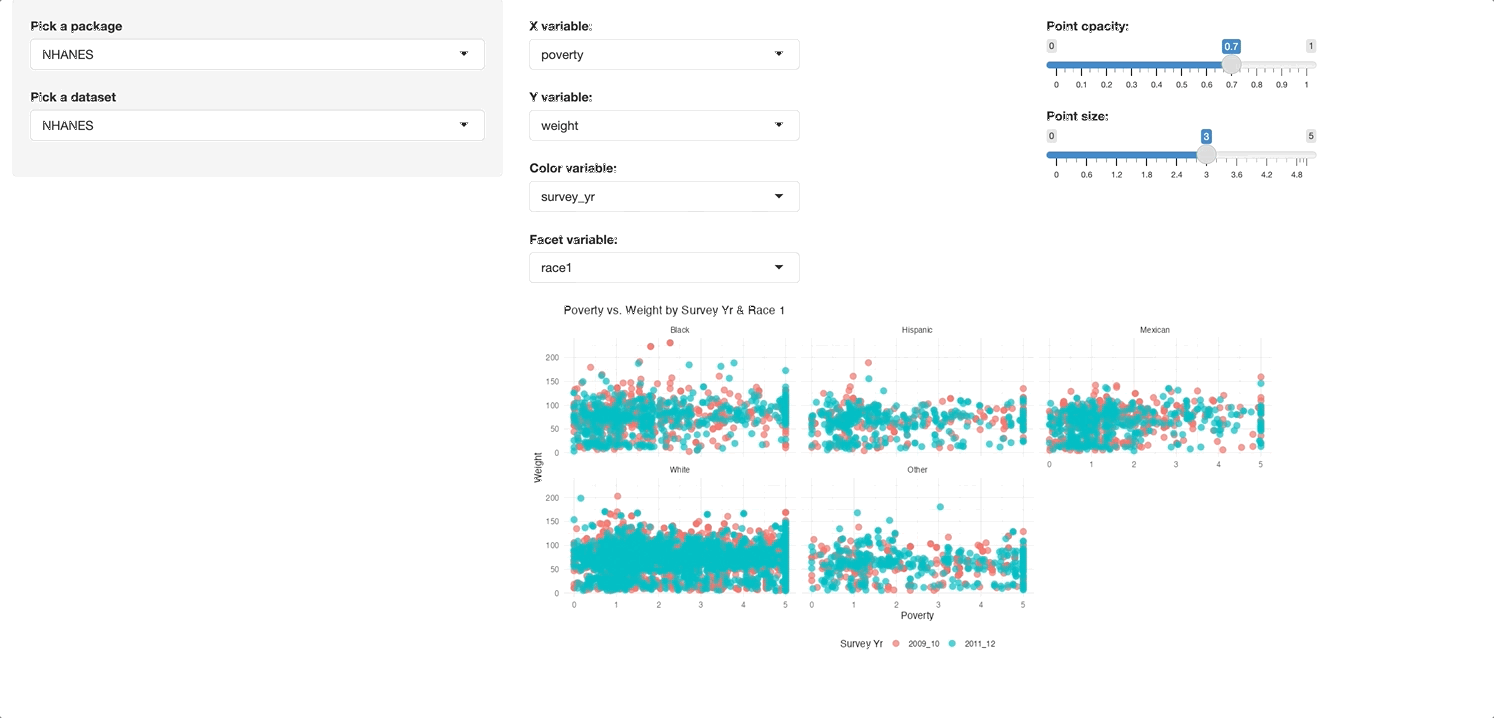 Pick a package
NHANES
Pick a dataset
NHANES
X variable:
poverty
Y variable:
weight
Color variable:
survey_yr
Facet variable:
race1
Point opacity:
0 0.7 1
0 0.1 0.2 0.3 0.4 0.5 0.6 0.7 0.8 0.9 1
Point size:
0 3 5
0 0.6 1.2 1.8 2.4 3 3.6 4.2 4.8
Poverty vs. Weight by Survey Yr & Race 1
Black Hispanic Mexican
200
150
100
50
0
0 1 2 3 4 5
Weight
White Other
200
150
100
50
0
0 1 2 3 4 5 0 1 2 3 4 5
Poverty
Survey Yr 2009_10 2011_12